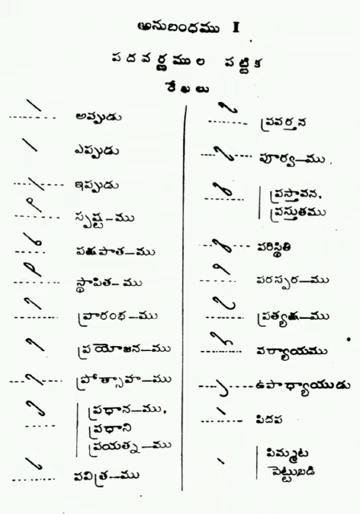 అనుబంధము I
పదవర్ణముల పట్టిక
రేఖలు
అప్పుడు
ఎప్పుడు
ఇప్పుడు
స్పష్ట—ము
పక్షపాత—ము
స్థాపిత—ము
ప్రారంభ—ము
ప్రయోజన—ము
ప్రోత్సాహ—ము
ప్రధాన—ము,
ప్రధాని
ప్రయత్న—ము
పవిత్ర—ము
ప్రవర్తన
పూర్వ—ము
ప్రస్తావన,
ప్రస్తుతము
పరిస్థితి
పరస్పర—ము
ప్రత్యక్ష—ము
పర్యాయము
ఉపాధ్యాయుడు
పిదప
పిమ్మట
పెట్టుబడి